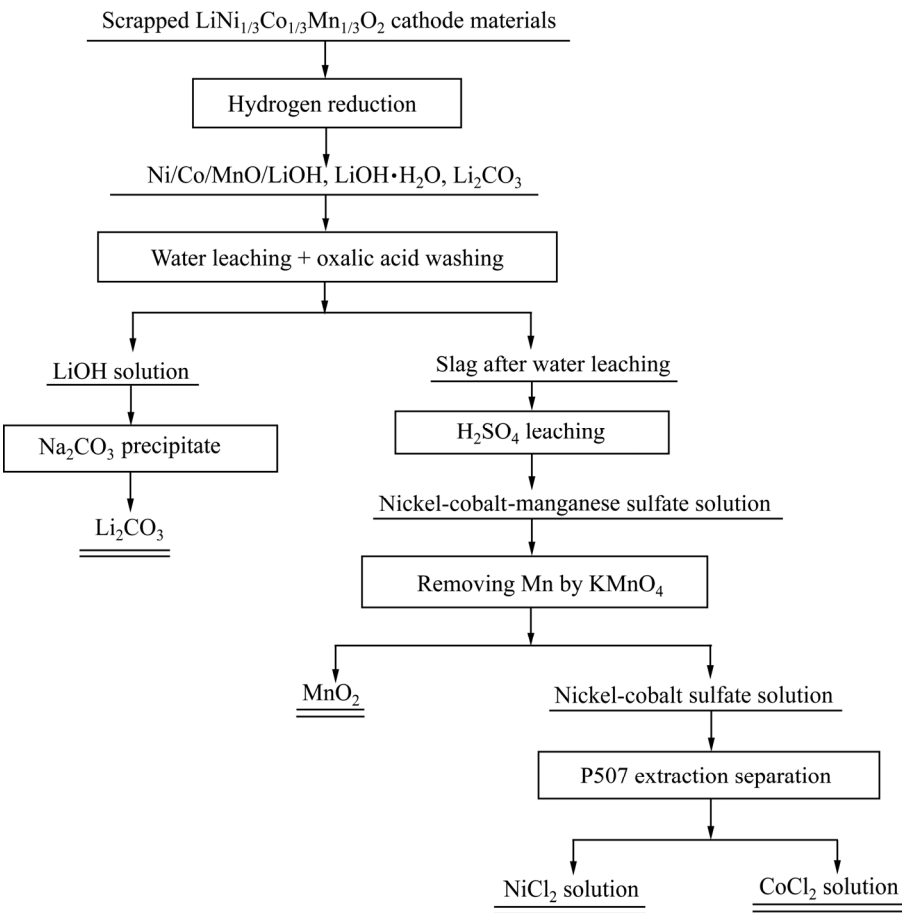 Scrapped LiNi1/3Co1/3Mn1/3O2 cathode materials
Hydrogen reduction
Ni/Co/MnO/LiOH, LiOH•H2O, Li2CO3
Water leaching + oxalic acid washing
LiOH solution
Slag after water leaching
Na2CO3 precipitate
H2SO4 leaching
Li2CO3
Nickel-cobalt-manganese sulfate solution
Removing Mn by KMnO4
MnO2
Nickel-cobalt sulfate solution
P507 extraction separation
NiCl2 solution
CoCl2 solution